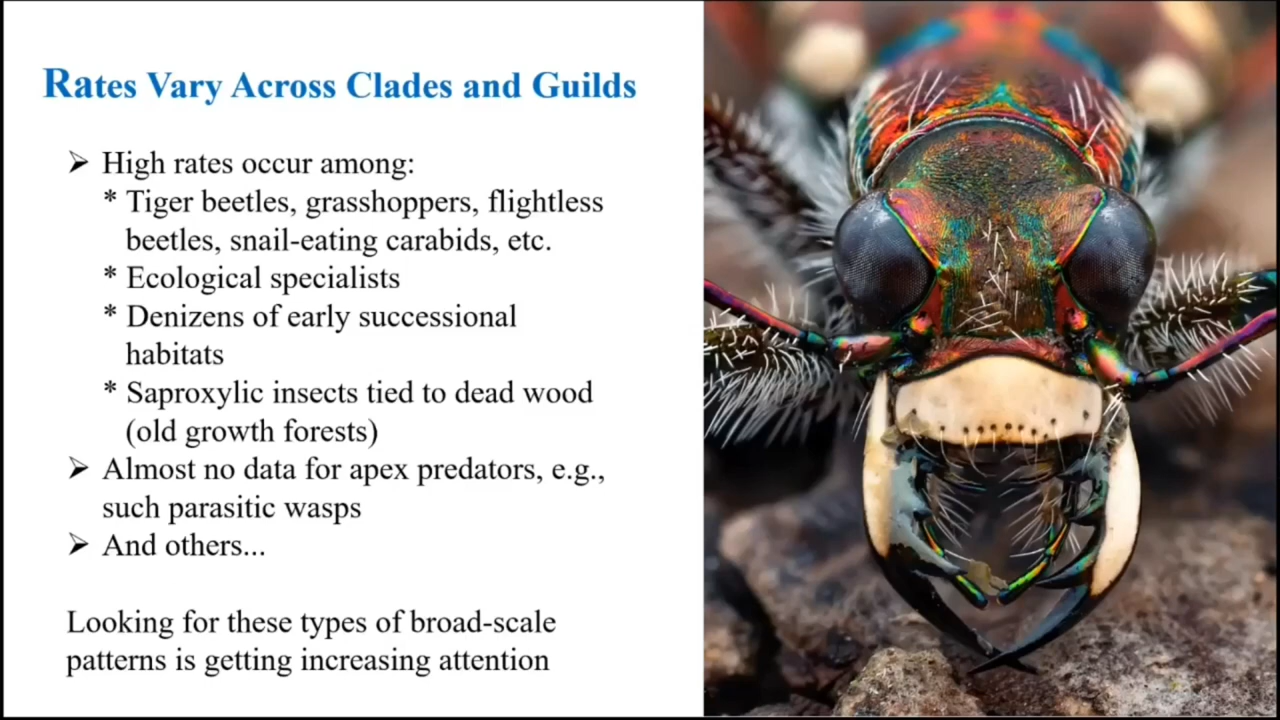 Rates Vary Across Clades and Guilds
➢ High rates occur among:
* Tiger beetles, grasshoppers, flightless
beetles, snail-eating carabids, etc.
* Ecological specialists
* Denizens of early successional
habitats
* Saproxylic insects tied to dead wood
(old growth forests)
➢ Almost no data for apex predators, e.g.,
such parasitic wasps
➢ And others...
Looking for these types of broad-scale
patterns is getting increasing attention